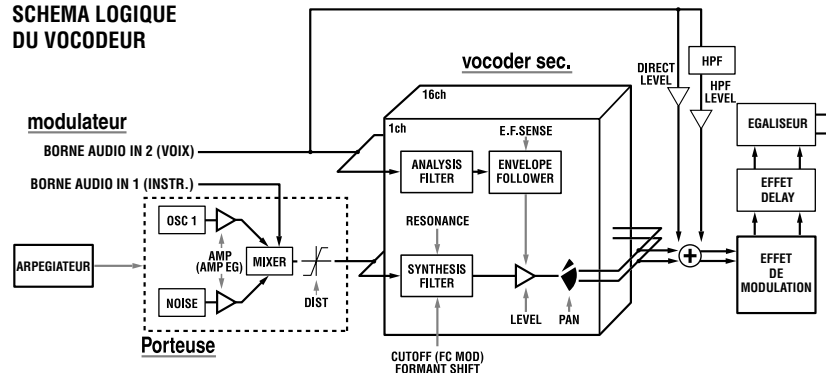 SCHEMA LOGIQUE
DU VOCODEUR
vocoder sec.
16ch
1ch
modulateur
BORNE AUDIO IN 2 (VOIX)
BORNE AUDIO IN 1 (INSTR.)
E.F.SENSE
ANALYSIS
FILTER
ENVELOPE
FOLLOWER
DIRECT
LEVEL
HPF
HPF
LEVEL
EGALISEUR
EFFET
DELAY
EFFET
DE
MODULATION
OSC 1
AMP
(AMP EG)
MIXER
NOISE
DIST
ARPEGIATEUR
Porteuse
RESONANCE
SYNTHESIS
FILTER
LEVEL
PAN
CUTOFF (FC MOD)
FORMANT SHIFT